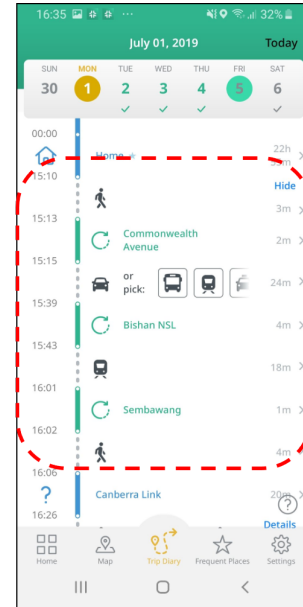 16:35 32%
July 01, 2019 Today
SUN MON TUE WED THU FRI SAT
30 1 2 3 4 5 6
00:00
Home 22h
35m
15:10
Hide
3m
15:13
Commonwealth
Avenue
2m
15:15
or
pick:
24m
15:39
Bishan NSL 4m
15:43
18m
16:01
Sembawang 1m
16:02
4m
16:06
? Canberra Link 20m
?
16:26
Details
Home Map Trip Diary Frequent Places Settings